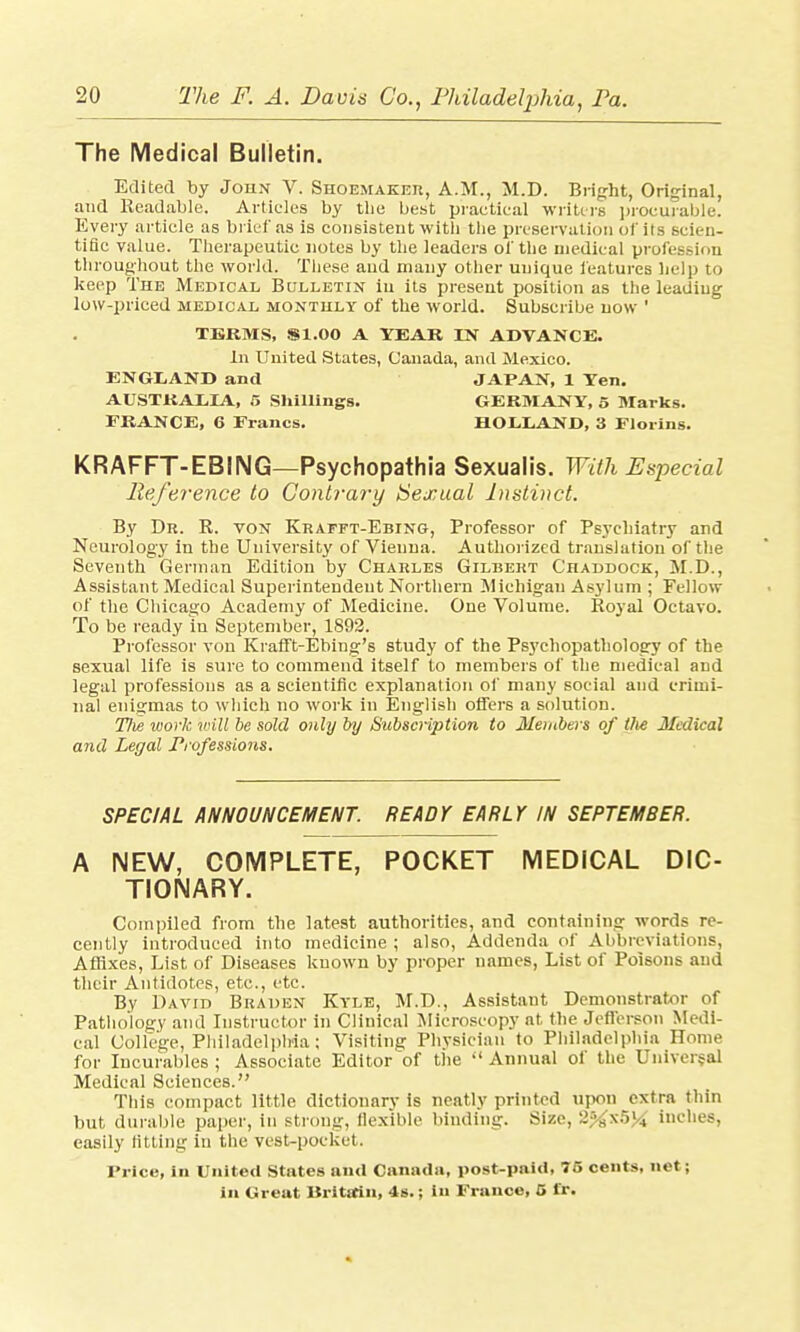 20 The F. A. Davis Co., Philadelphia, Pa.
The Medical Bulletin.
Edited by John V. Shoemaker, A.M., M.D. Bright, Original,
and Readable. Articles by the best practical writers procurable.
Every article as brief as is consistent with the preservation of its scien-
tific value. Therapeutic notes by the leaders of the medical profession
throughout the world. These and many other unique features help to
keep The Medical Bulletin in its present position as the leading
low-priced medical monthly of the world. Subscribe now '
TERMS, $1.00 A YEAR IN ADVANCE.
In United States, Canada, and Mexico.
ENGLAND and JAPAN, 1 Yen.
AUSTRALIA, 5 Shillings. GERMANY, 5 Marks.
FRANCE, 6 Francs. HOLLAND, 3 Florins.
KRAFFT-EBING—Psychopathia Sexualis. With Especial
Reference to Contrary Sexual Instinct.
By Dr. R. von Krafft-Ebing, Professor of Psychiatry and
Neurology in the University of Vienna. Authorized translation of the
Seventh German Edition by Charles Gilbert Chaddock, M.D.,
Assistant Medical Superintendent Northern Michigan Asylum ; Fellow
of the Chicago Academy of Medicine. One Volume. Royal Octavo.
To be ready in September, 1892.
Professor von Krafft-Ebing's study of the Psychopathology of the
sexual life is sure to commend itself to members of the medical and
legal professions as a scientific explanation of many social and crimi-
nal enigmas to which no work in English offers a solution.
The work will be sold only by Subscription to Members of the Medical
and Legal Professions.
SPECIAL ANNOUNCEMENT. READY EARLY IN SEPTEMBER.
A NEW, COMPLETE, POCKET MEDICAL DIC-
TIONARY.
Compiled from the latest authorities, and containing words re-
cently introduced into medicine ; also, Addenda of Abbreviations,
Affixes, List of Diseases known by proper names, List of Poisons and
their Antidotes, etc., etc.
By David Braden Kyle, M.D., Assistant Demonstrator of
Pathology and Instructor in Clinical Microscopy at the Jefferson Medi-
cal College, Philadelphia; Visiting Physician to Philadelphia Home
for Incurables ; Associate Editor of the "Annual of the Universal
Medical Sciences."
This compact little dictionary is neatly printed upon extra thin
but durable paper, in strong, flexible binding. Size, 2⅜x5¼ inches,
easily fitting in the vest-pocket.
Price, in United States and Canada, post-paid, 75 cents, net;
in Great Britain, 4s.; in France, 5 fr.